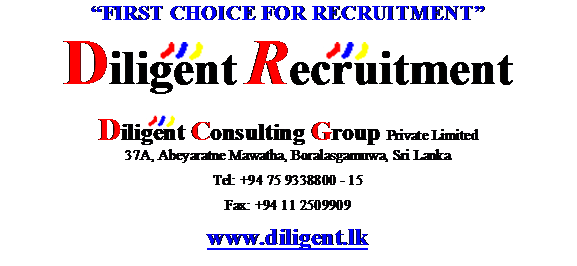 “FIRST CHOICE FOR RECRUITMENT”
Diligent Recruitment
Diligent Consulting Group Private Limited
37A, Abeyaratne Mawatha, Boralasgamuwa, Sri Lanka
Tel: +94 75 9338800 - 15
Fax: +94 11 2509909
www.diligent.lk